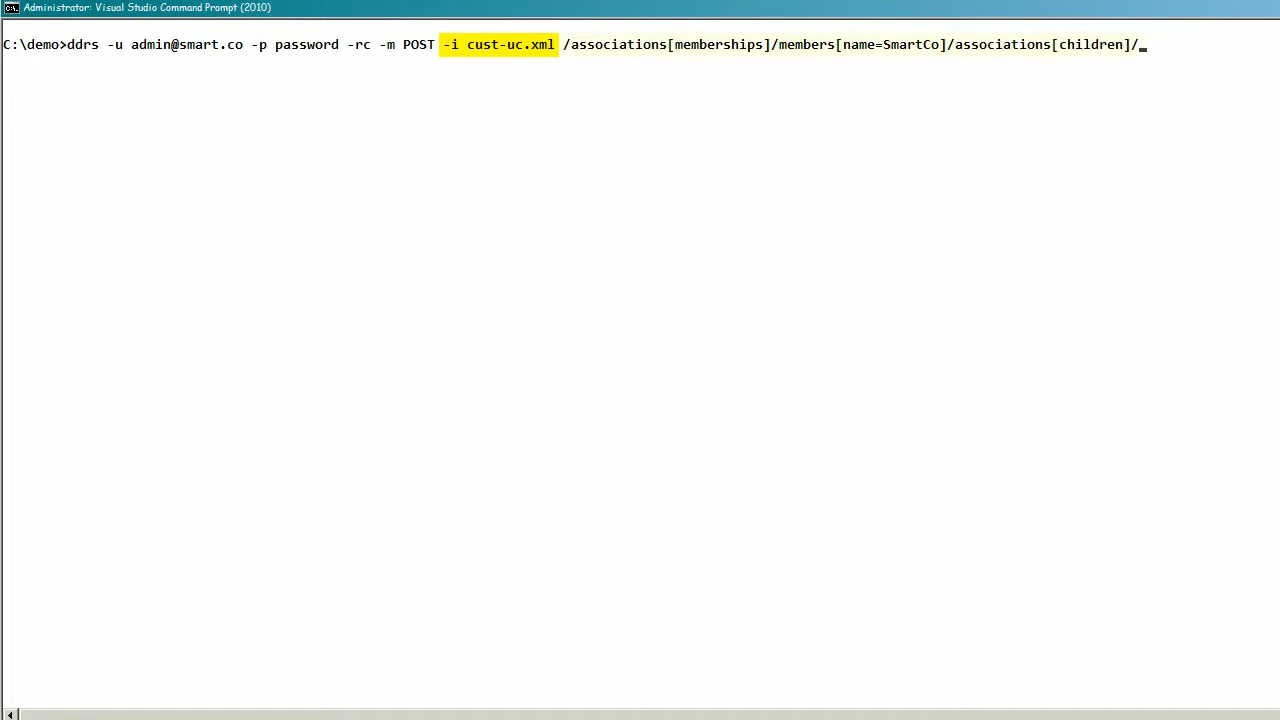 Administrator: Visual Studio Command Prompt (2010)
C:\demo>ddrs -u admin@smart.co -p password -rc -m POST -i cust-uc.xml /associations[memberships]/members[name=SmartCo]/associations[children]/_